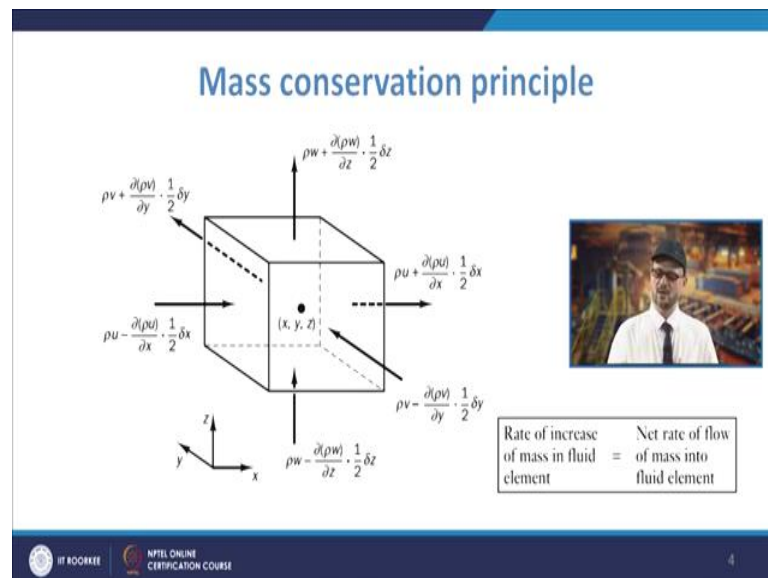 Mass conservation principle
ρw + ∂(ρw)/∂z · 1/2 δz
ρv + ∂(ρv)/∂y · 1/2 δy
ρu + ∂(ρu)/∂x · 1/2 δx
(x, y, z)
ρu − ∂(ρu)/∂x · 1/2 δx
ρv − ∂(ρv)/∂y · 1/2 δy
z
y
x
ρw − ∂(ρw)/∂z · 1/2 δz
Rate of increase
of mass in fluid
element
=
Net rate of flow
of mass into
fluid element
IIT ROORKEE
NPTEL ONLINE
CERTIFICATION COURSE
4